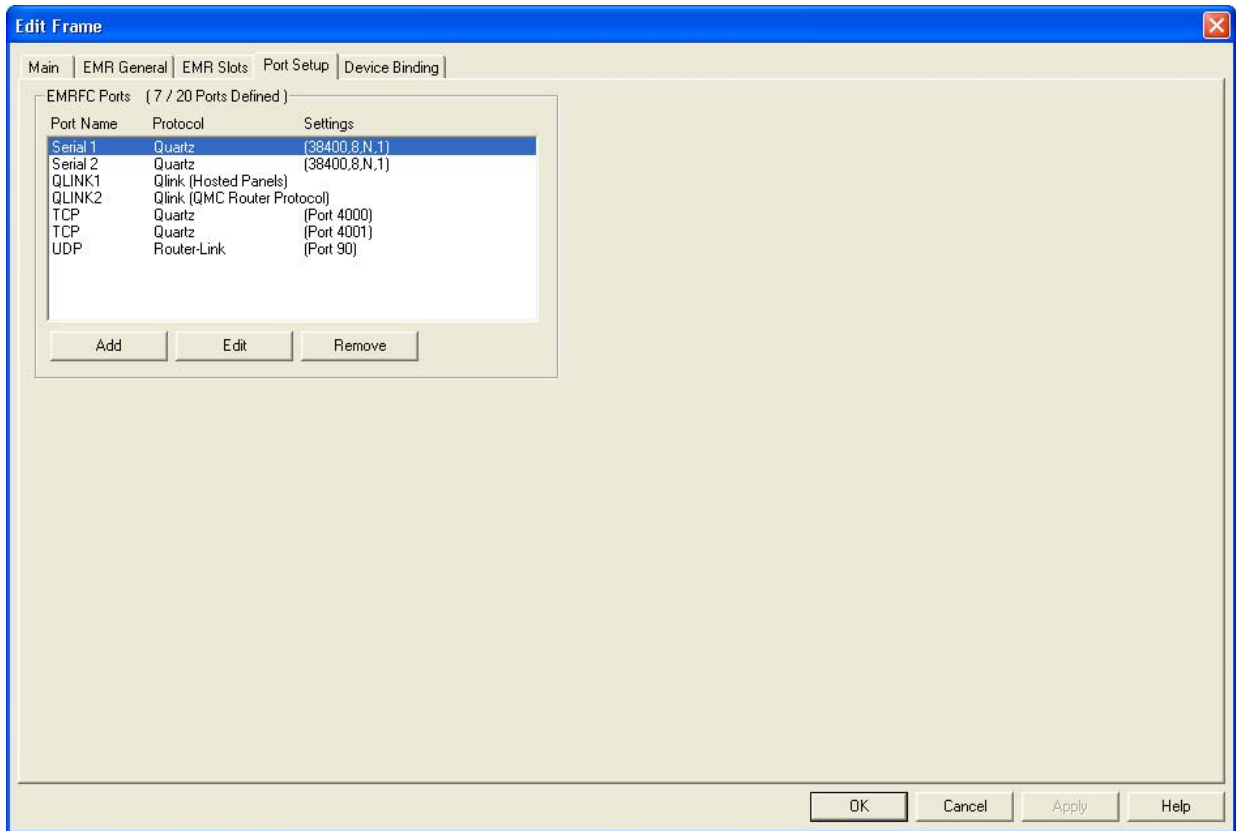 Edit Frame
Main EMR General EMR Slots Port Setup Device Binding
EMRFC Ports ( 7 / 20 Ports Defined )
Port Name Protocol Settings
Serial 1 Quartz (38400,8,N,1)
Serial 2 Quartz (38400,8,N,1)
QLINK1 Qlink (Hosted Panels)
QLINK2 Qlink (QMC Router Protocol)
TCP Quartz (Port 4000)
TCP Quartz (Port 4001)
UDP Router-Link (Port 90)
Add Edit Remove
OK Cancel Apply Help